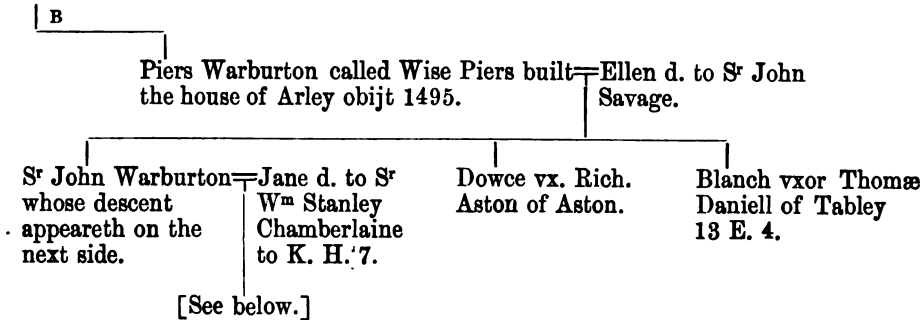 B
Piers Warburton called Wise Piers built
the house of Arley obijt 1495.
Ellen d. to Sʳ John
Savage.
Sʳ John Warburton
whose descent
appeareth on the
next side.
Jane d. to Sʳ
Wᵐ Stanley
Chamberlaine
to K. H. 7.
Dowce vx. Rich.
Aston of Aston.
Blanch vxor Thomæ
Daniell of Tabley
13 E. 4.
[See below.]